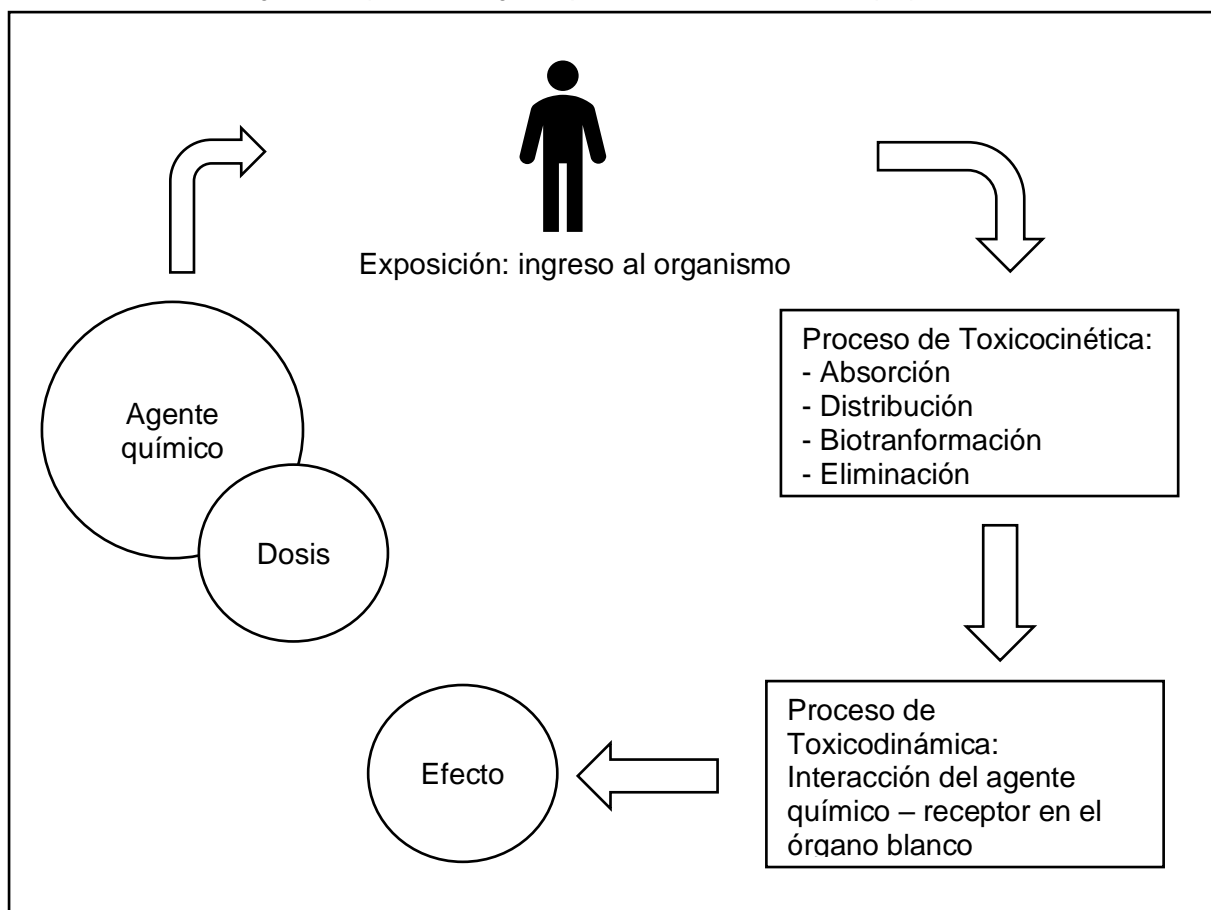 Exposición: ingreso al organismo
Agente
químico
Dosis
Proceso de Toxicocinética:
- Absorción
- Distribución
- Biotranformación
- Eliminación
Proceso de
Toxicodinámica:
Interacción del agente
químico – receptor en el
órgano blanco
Efecto